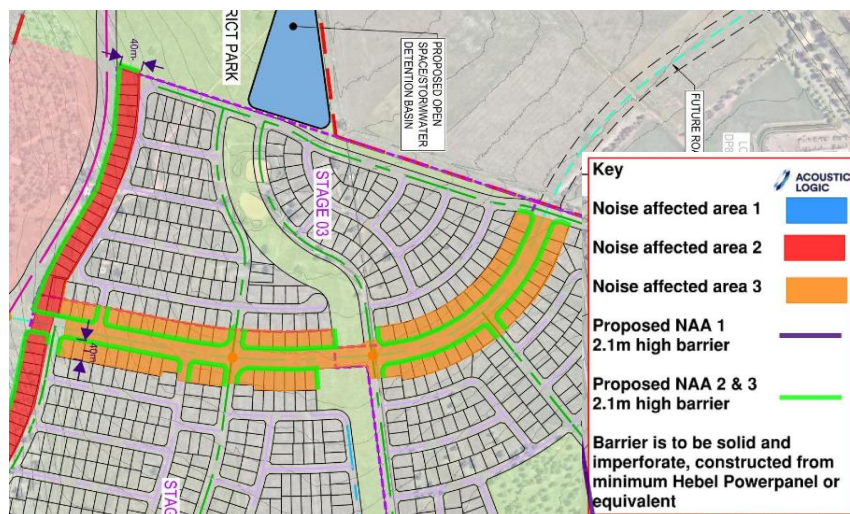 RICT PARK
40m
PROPOSED OPEN
SPACE/STORMWATER
DETENTION BASIN
FUTURE ROA
LO
DP8
STAGE 03
40m
STAG
Key
ACOUSTIC
LOGIC
Noise affected area 1
Noise affected area 2
Noise affected area 3
Proposed NAA 1
2.1m high barrier
Proposed NAA 2 & 3
2.1m high barrier
Barrier is to be solid and
imperforate, constructed from
minimum Hebel Powerpanel or
equivalent